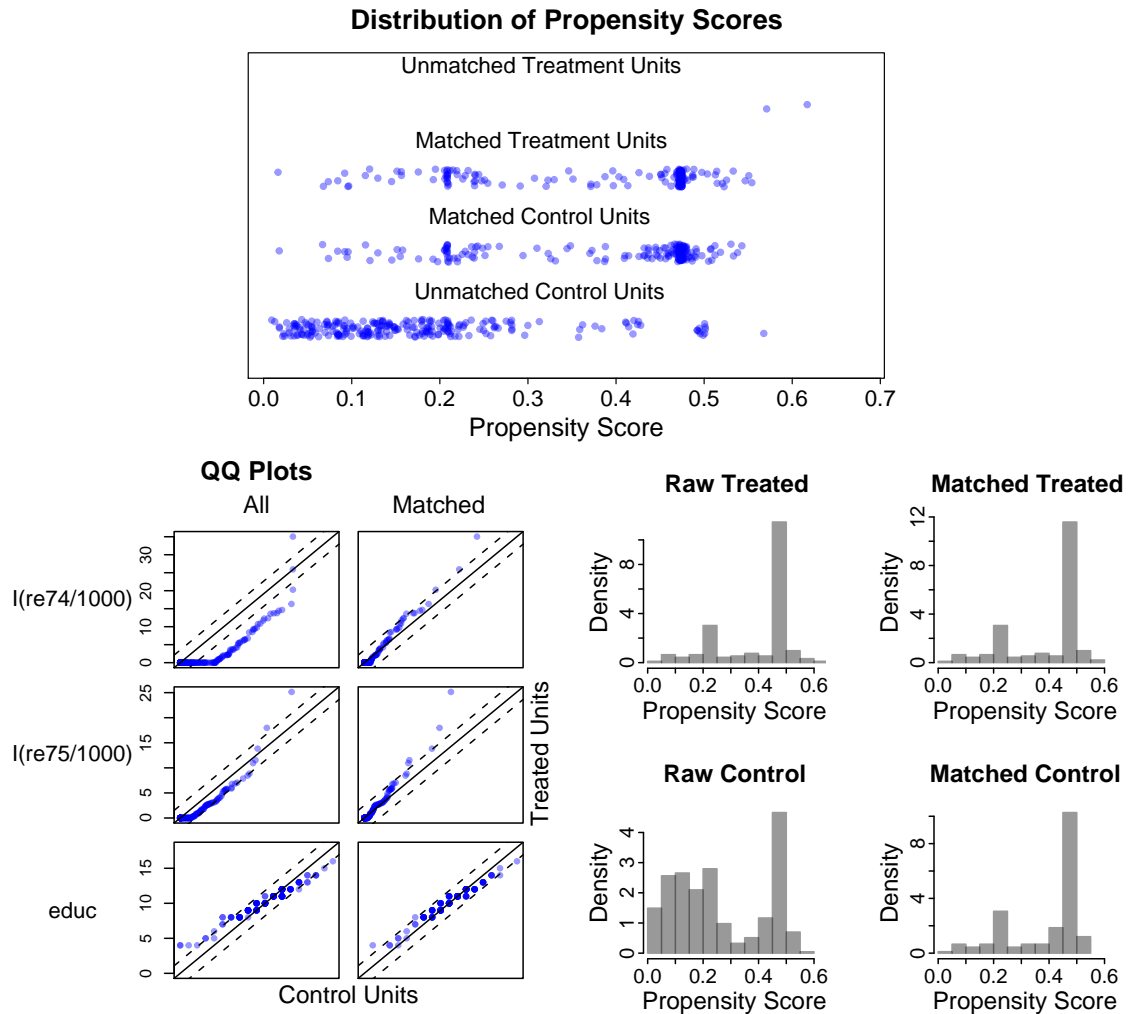 Distribution of Propensity Scores
Unmatched Treatment Units
Matched Treatment Units
Matched Control Units
Unmatched Control Units
0.0 0.1 0.2 0.3 0.4 0.5 0.6 0.7
Propensity Score
QQ Plots
All Matched
I(re74/1000)
0 10 20 30
I(re75/1000)
0 5 15 25
educ
0 5 10 15
Control Units
Treated Units
Raw Treated
Density
0 4 8
0.0 0.2 0.4 0.6
Propensity Score
Matched Treated
Density
0 4 8 12
0.0 0.2 0.4 0.6
Propensity Score
Raw Control
Density
0 1 2 3 4
0.0 0.2 0.4 0.6
Propensity Score
Matched Control
Density
0 4 8
0.0 0.2 0.4 0.6
Propensity Score